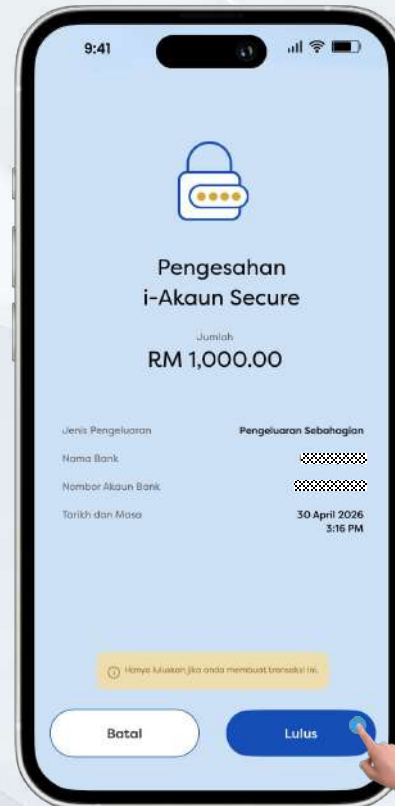 9:41
Pengesahan
i-Akaun Secure
Jumlah
RM 1,000.00
Jenis Pengeluaran Pengeluaran Sebahagian
Nama Bank
Nombor Akaun Bank
Tarikh dan Masa 30 April 2026
3:16 PM
Hanya luluskan jika anda membuat transaksi ini.
Batal Lulus